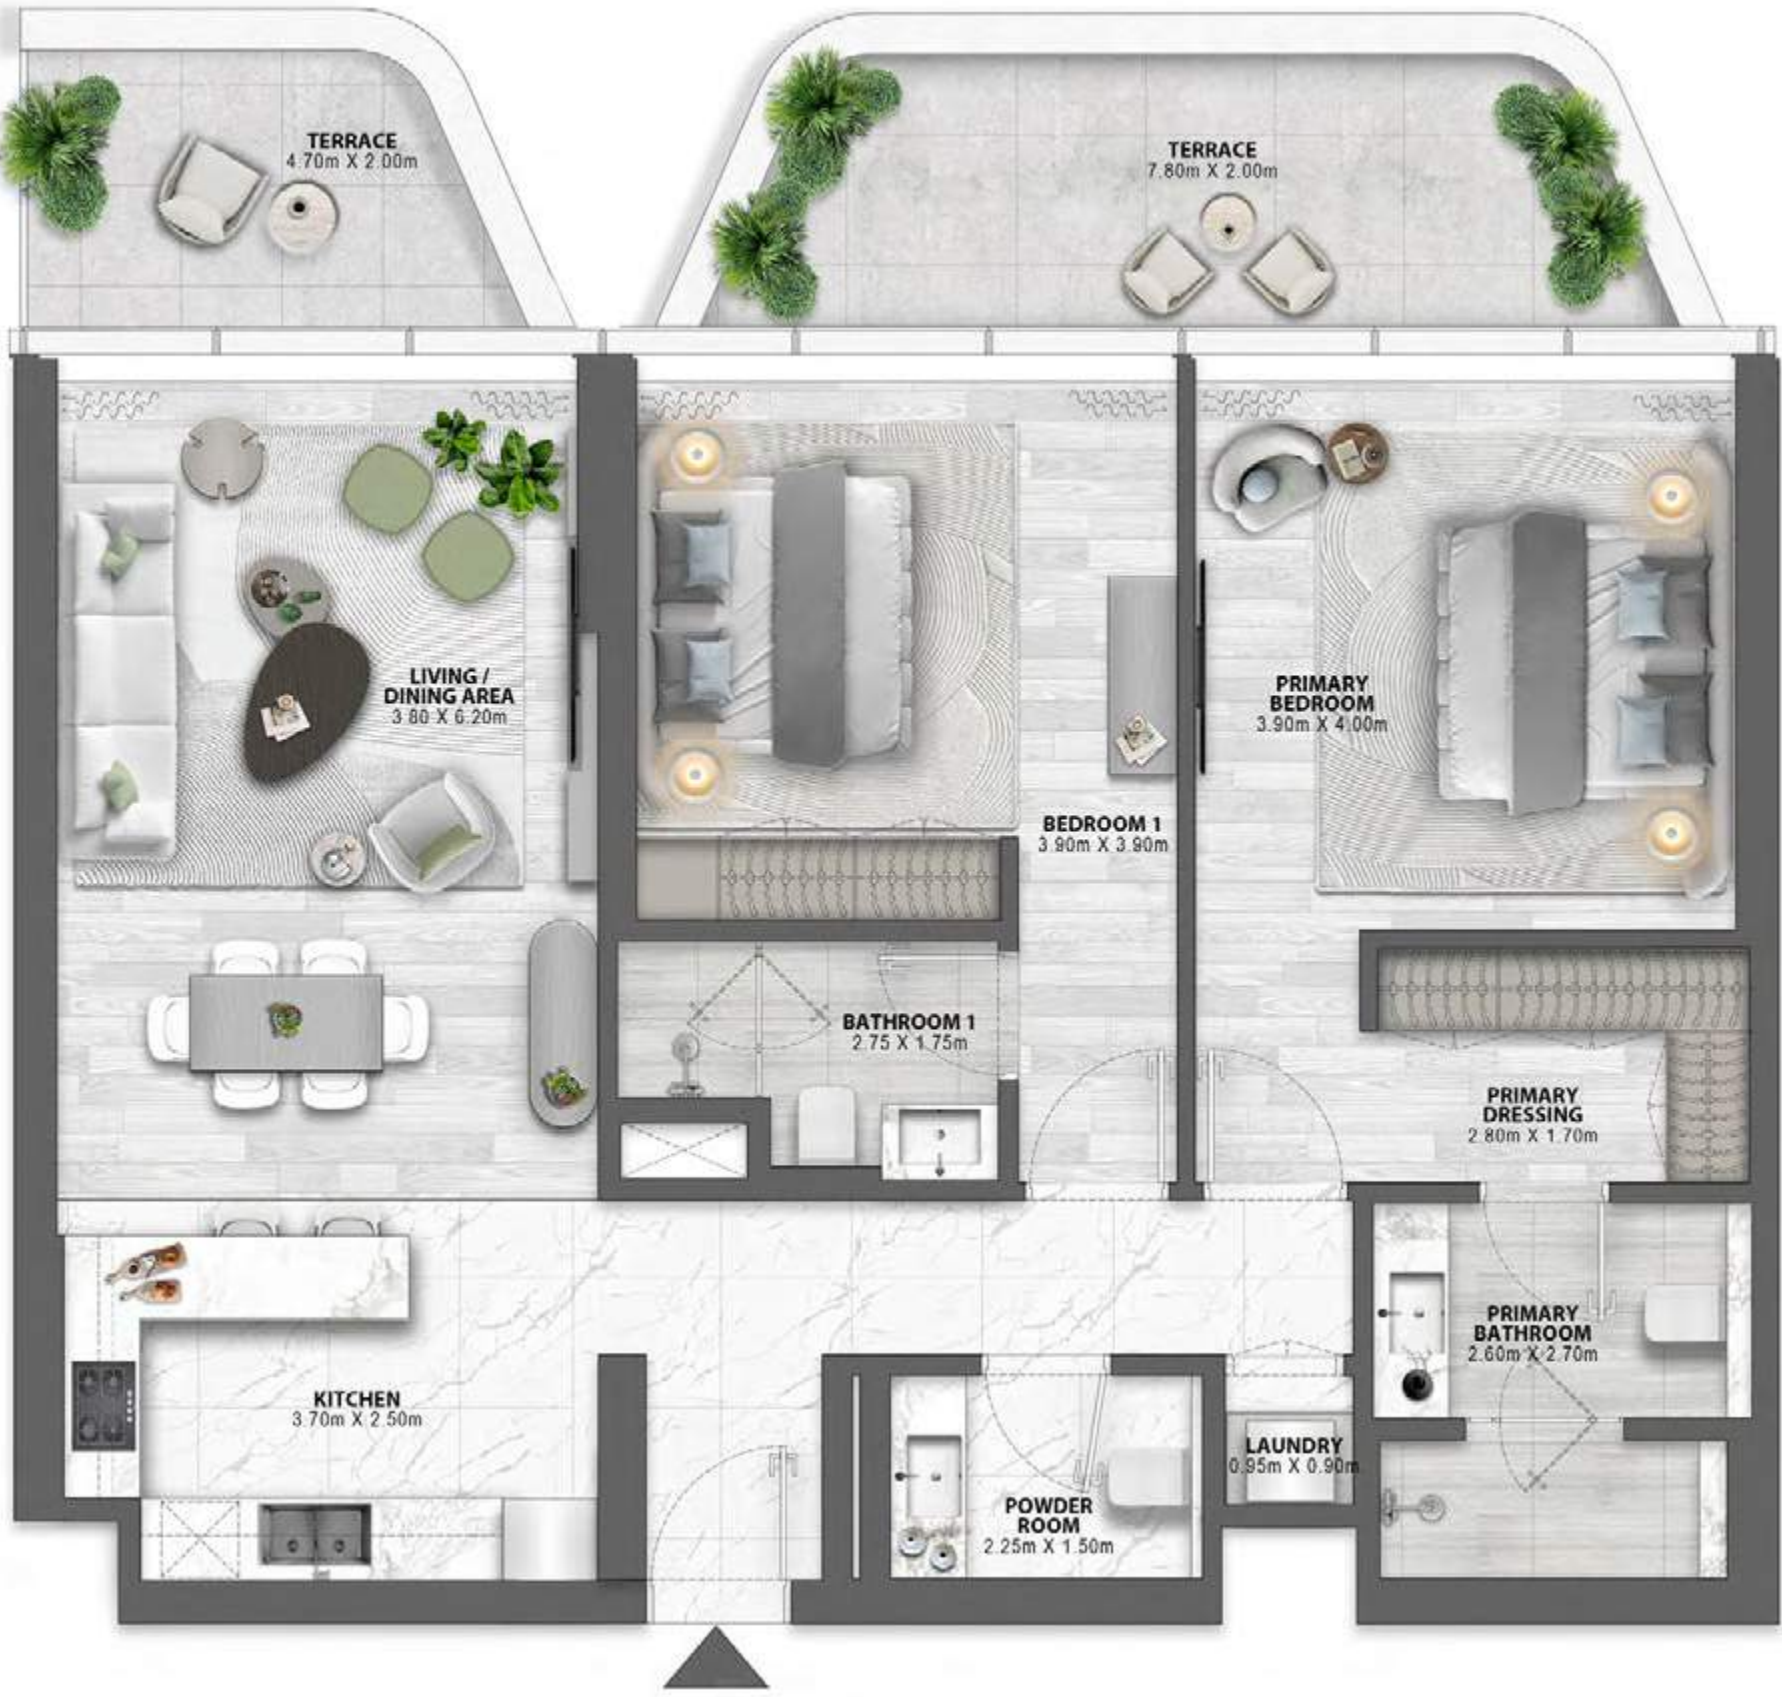 TERRACE
4.70m X 2.00m
TERRACE
7.80m X 2.00m
LIVING /
DINING AREA
3.80 X 6.20m
PRIMARY
BEDROOM
3.90m X 4.00m
BEDROOM 1
3.90m X 3.90m
BATHROOM 1
2.75 X 1.75m
PRIMARY
DRESSING
2.80m X 1.70m
PRIMARY
BATHROOM
2.60m X 2.70m
KITCHEN
3.70m X 2.50m
LAUNDRY
0.95m X 0.90m
POWDER
ROOM
2.25m X 1.50m